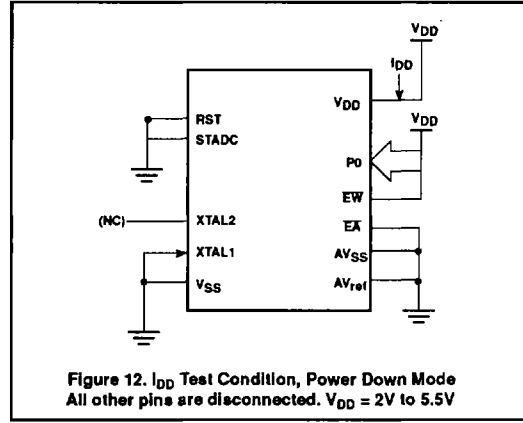 VDD
IDD
VDD
RST
STADC
VDD
P0
(NC)
XTAL2
EW
XTAL1
EA
AVSS
VSS
AVref
Figure 12. IDD Test Condition, Power Down Mode
All other pins are disconnected. VDD = 2V to 5.5V